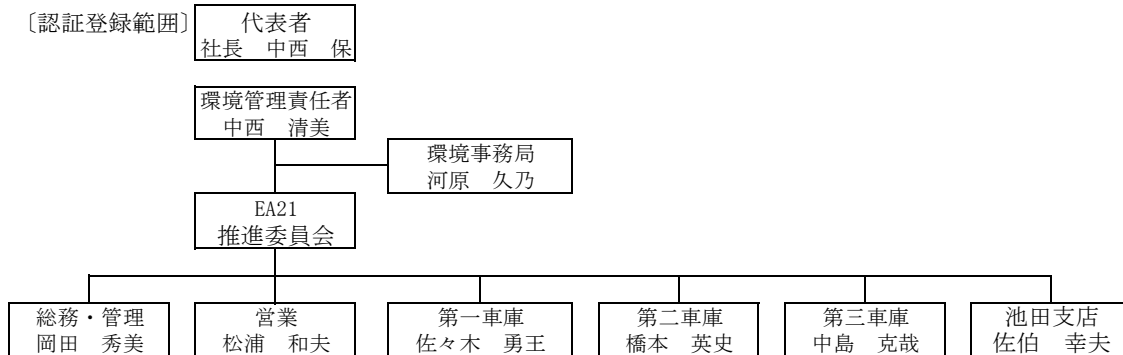 〔認証登録範囲〕
代表者
社長 中西 保
環境管理責任者
中西 清美
環境事務局
河原 久乃
EA21
推進委員会
総務・管理
岡田 秀美
営業
松浦 和夫
第一車庫
佐々木 勇王
第二車庫
橋本 英史
第三車庫
中島 克哉
池田支店
佐伯 幸夫